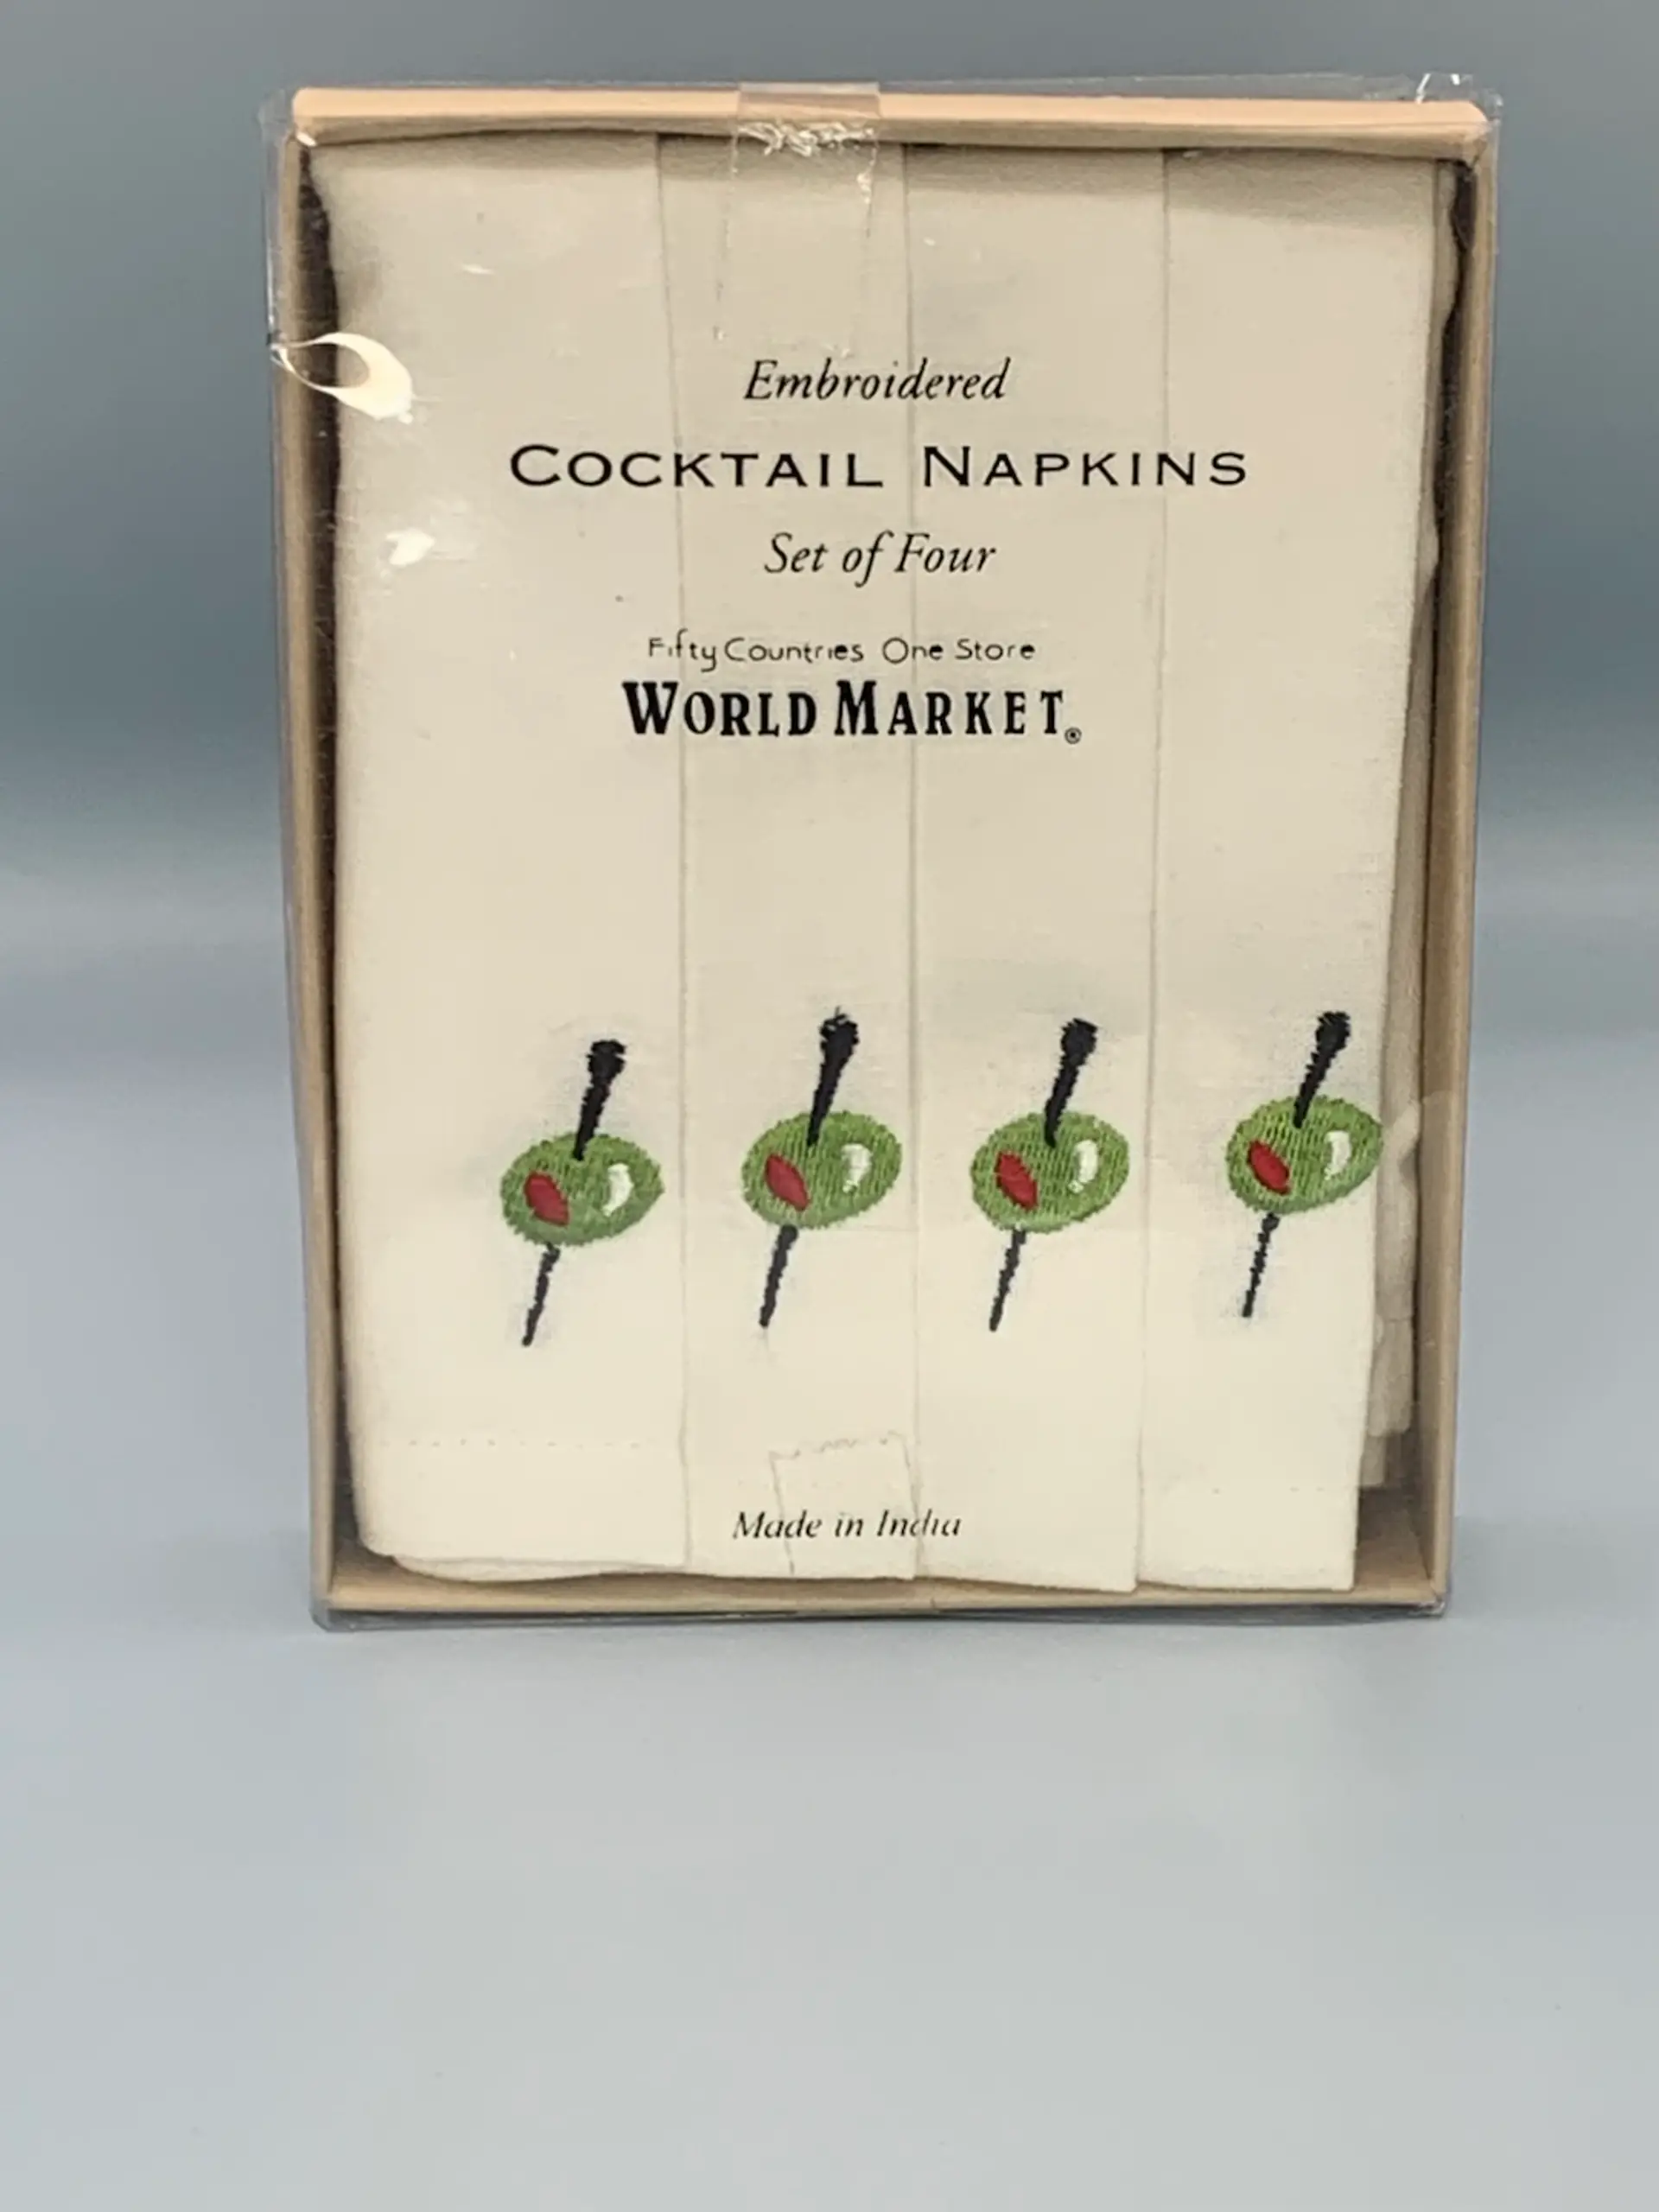 Embroidered
COCKTAIL NAPKINS
Set of Four
Fifty Countries One Store
WORLD MARKET®
Made in India